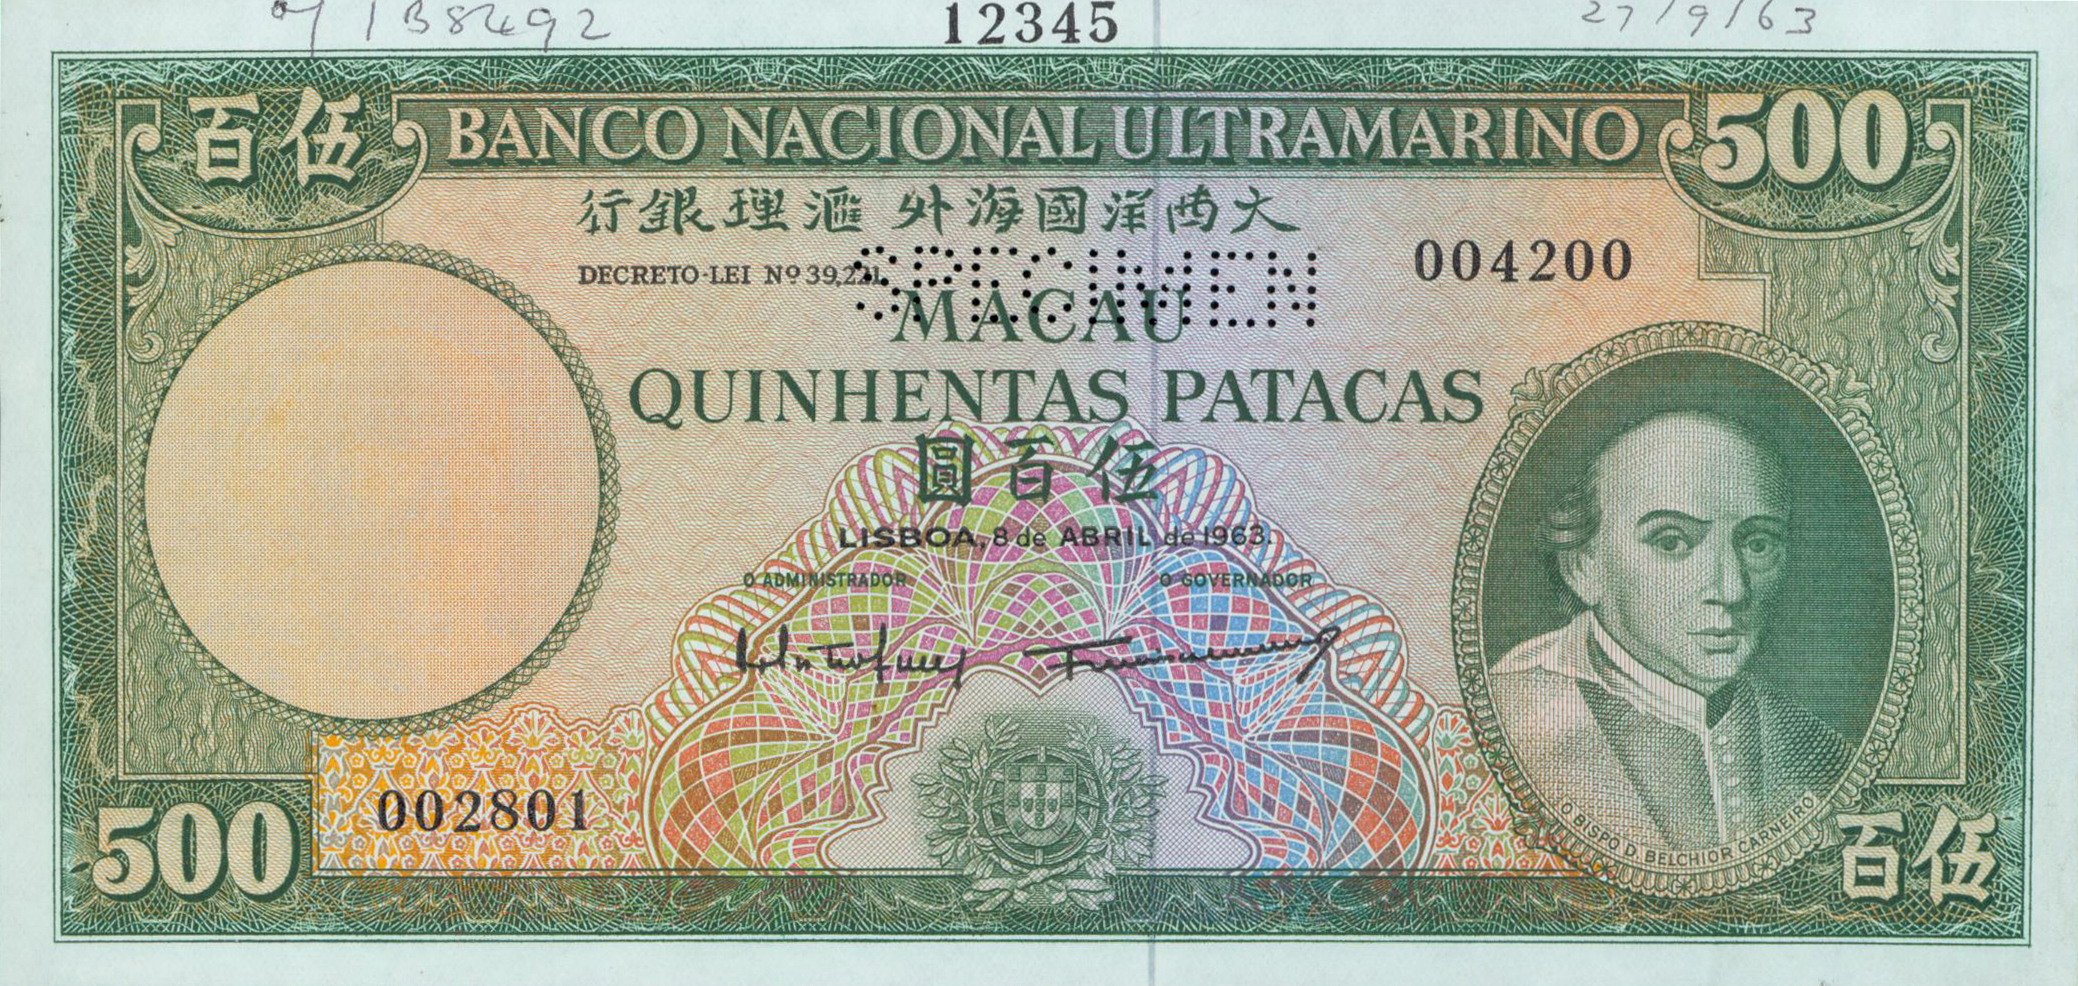 M 1B8492
12345
27/9/63
百伍
BANCO NACIONAL ULTRAMARINO
500
行銀理滙外海國洋西大
DECRETO-LEI Nº 39,221
SPECIMEN
004200
MACAU
QUINHENTAS PATACAS
圓百伍
LISBOA, 8 de ABRIL de 1963.
O ADMINISTRADOR
O GOVERNADOR
002801
500
O BISPO D. BELCHIOR CARNEIRO
百伍